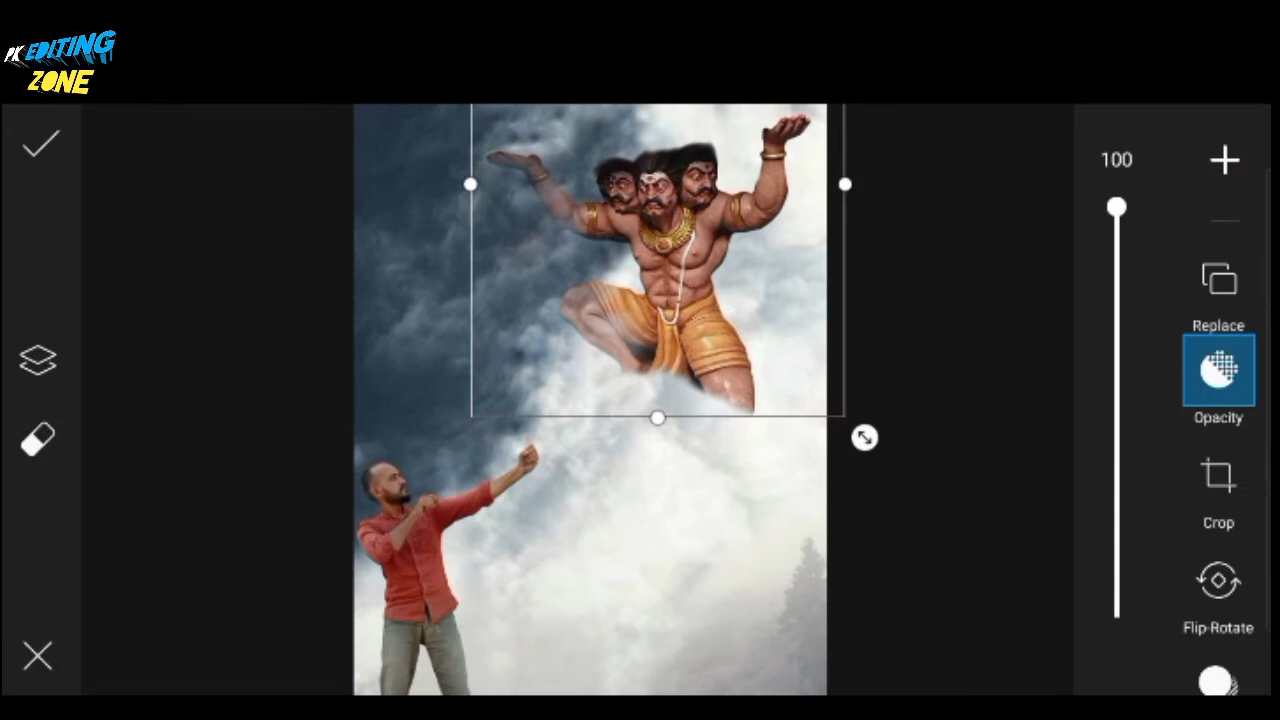 PK EDITING
ZONE
100
Replace
Opacity
Crop
Flip-Rotate